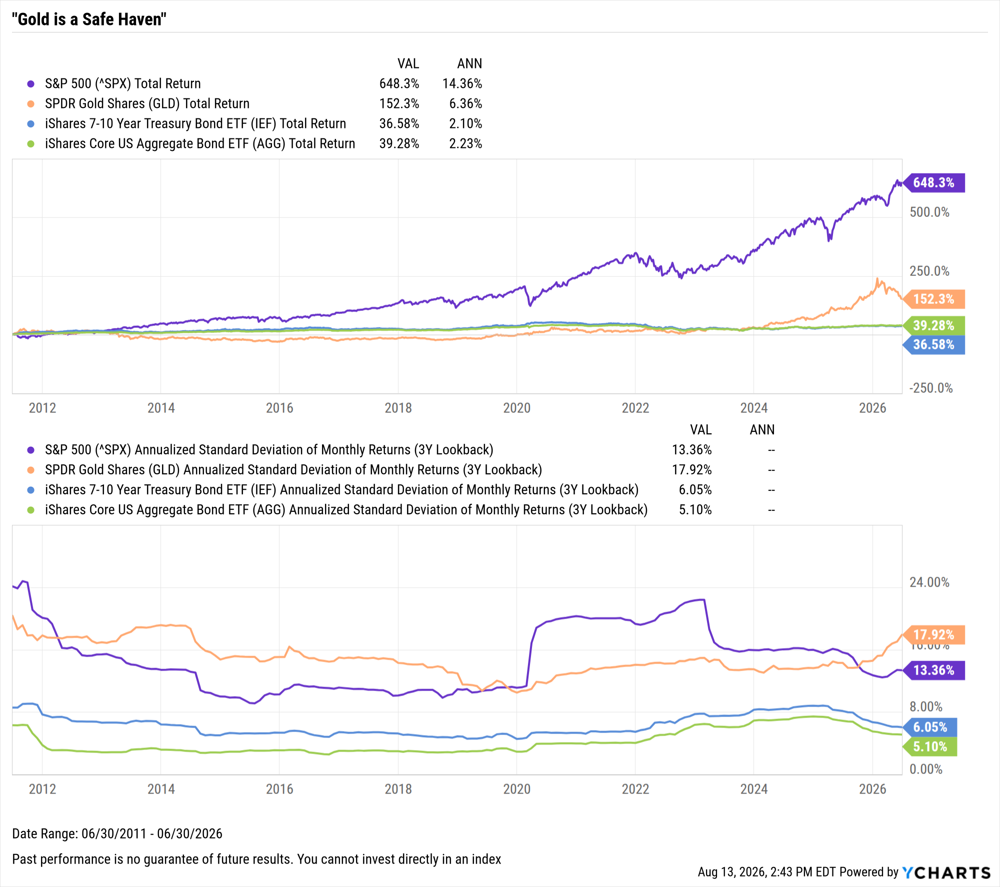 "Gold is a Safe Haven"
VAL ANN
S&P 500 (^SPX) Total Return 648.3% 14.36%
SPDR Gold Shares (GLD) Total Return 152.3% 6.36%
iShares 7-10 Year Treasury Bond ETF (IEF) Total Return 36.58% 2.10%
iShares Core US Aggregate Bond ETF (AGG) Total Return 39.28% 2.23%
648.3%
500.0%
250.0%
152.3%
39.28%
36.58%
-250.0%
2012 2014 2016 2018 2020 2022 2024 2026
VAL ANN
S&P 500 (^SPX) Annualized Standard Deviation of Monthly Returns (3Y Lookback) 13.36% --
SPDR Gold Shares (GLD) Annualized Standard Deviation of Monthly Returns (3Y Lookback) 17.92% --
iShares 7-10 Year Treasury Bond ETF (IEF) Annualized Standard Deviation of Monthly Returns (3Y Lookback) 6.05% --
iShares Core US Aggregate Bond ETF (AGG) Annualized Standard Deviation of Monthly Returns (3Y Lookback) 5.10% --
24.00%
17.92%
16.00%
13.36%
8.00%
6.05%
5.10%
0.00%
2012 2014 2016 2018 2020 2022 2024 2026
Date Range: 06/30/2011 - 06/30/2026
Past performance is no guarantee of future results. You cannot invest directly in an index
Aug 13, 2026, 2:43 PM EDT Powered by YCHARTS